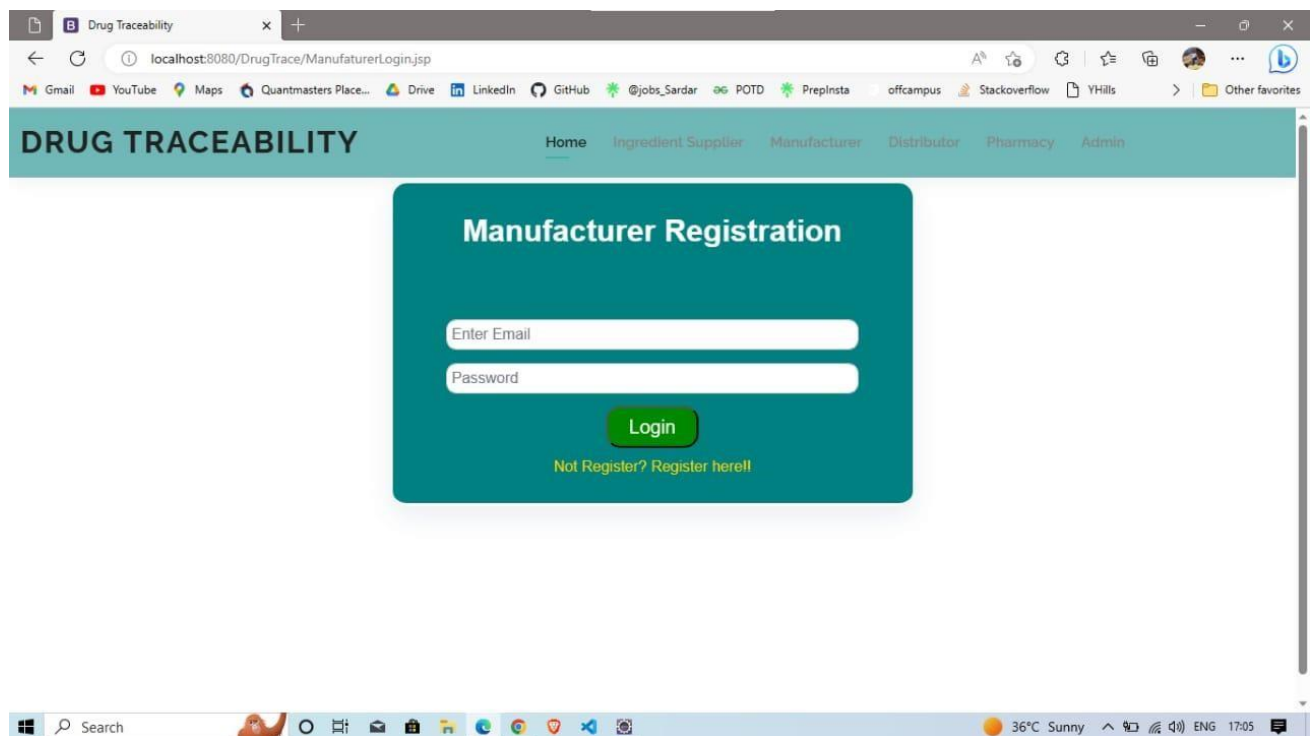 Drug Traceability
localhost:8080/DrugTrace/ManufaturerLogin.jsp
Gmail YouTube Maps Quantmasters Place... Drive LinkedIn GitHub @jobs_Sardar POTD PrepInsta offcampus Stackoverflow YHills Other favorites
DRUG TRACEABILITY Home Ingredient Supplier Manufacturer Distributor Pharmacy Admin
Manufacturer Registration
Enter Email
Password
Login
Not Register? Register here!!
Search 36°C Sunny ENG 17:05